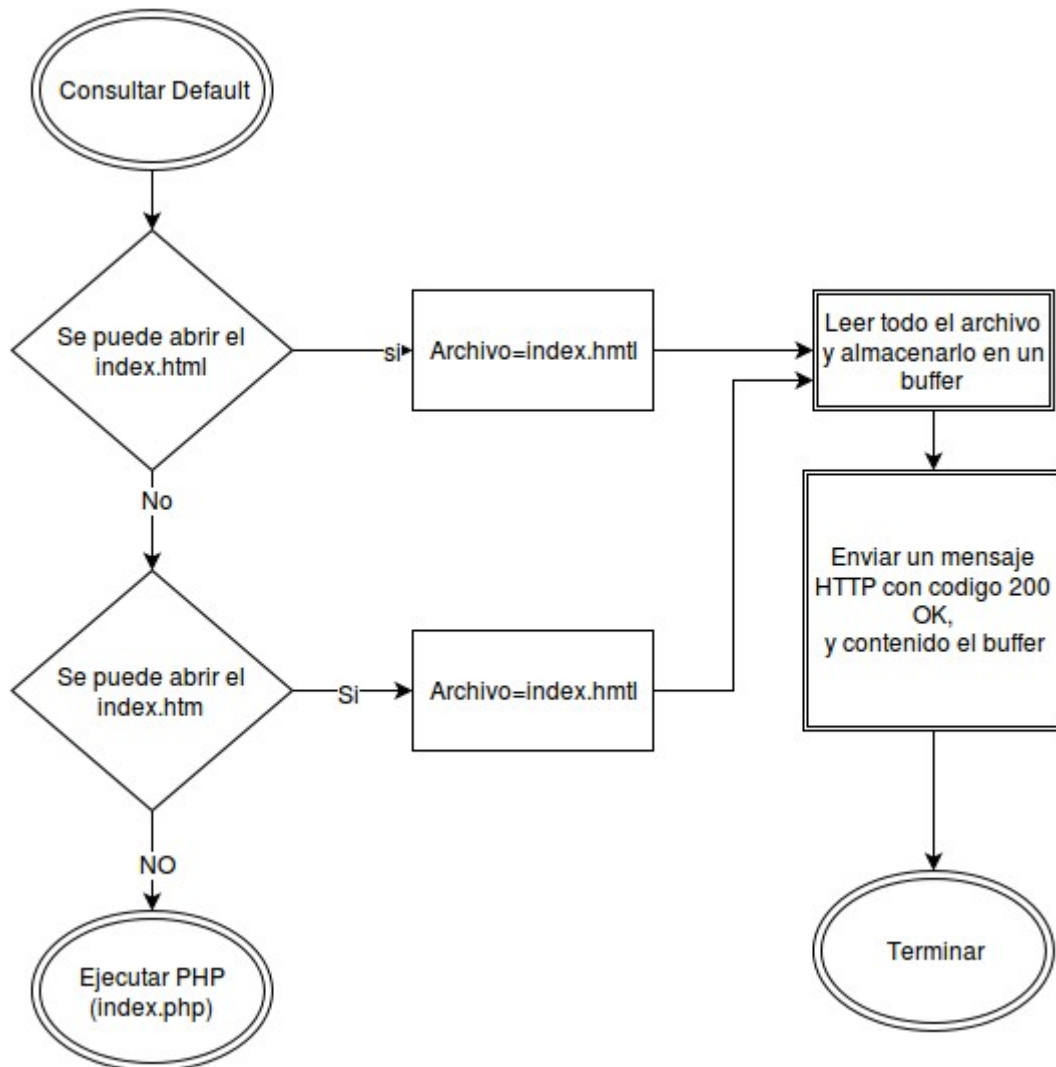 Consultar Default
Se puede abrir el
index.html
si
Archivo=index.hmtl
Leer todo el archivo
y almacenarlo en un
buffer
No
Enviar un mensaje
HTTP con codigo 200
OK,
y contenido el buffer
Se puede abrir el
index.htm
Si
Archivo=index.hmtl
NO
Ejecutar PHP
(index.php)
Terminar